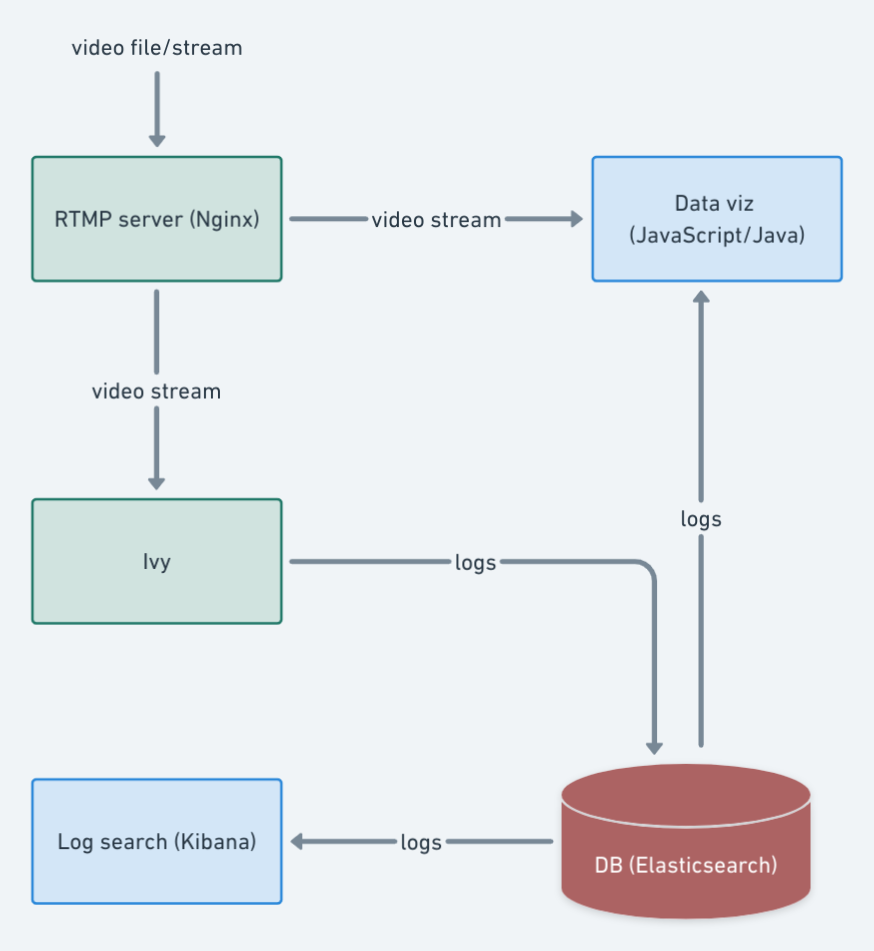 video file/stream
RTMP server (Nginx)
video stream
Data viz
(JavaScript/Java)
video stream
logs
Ivy
logs
Log search (Kibana)
logs
DB (Elasticsearch)